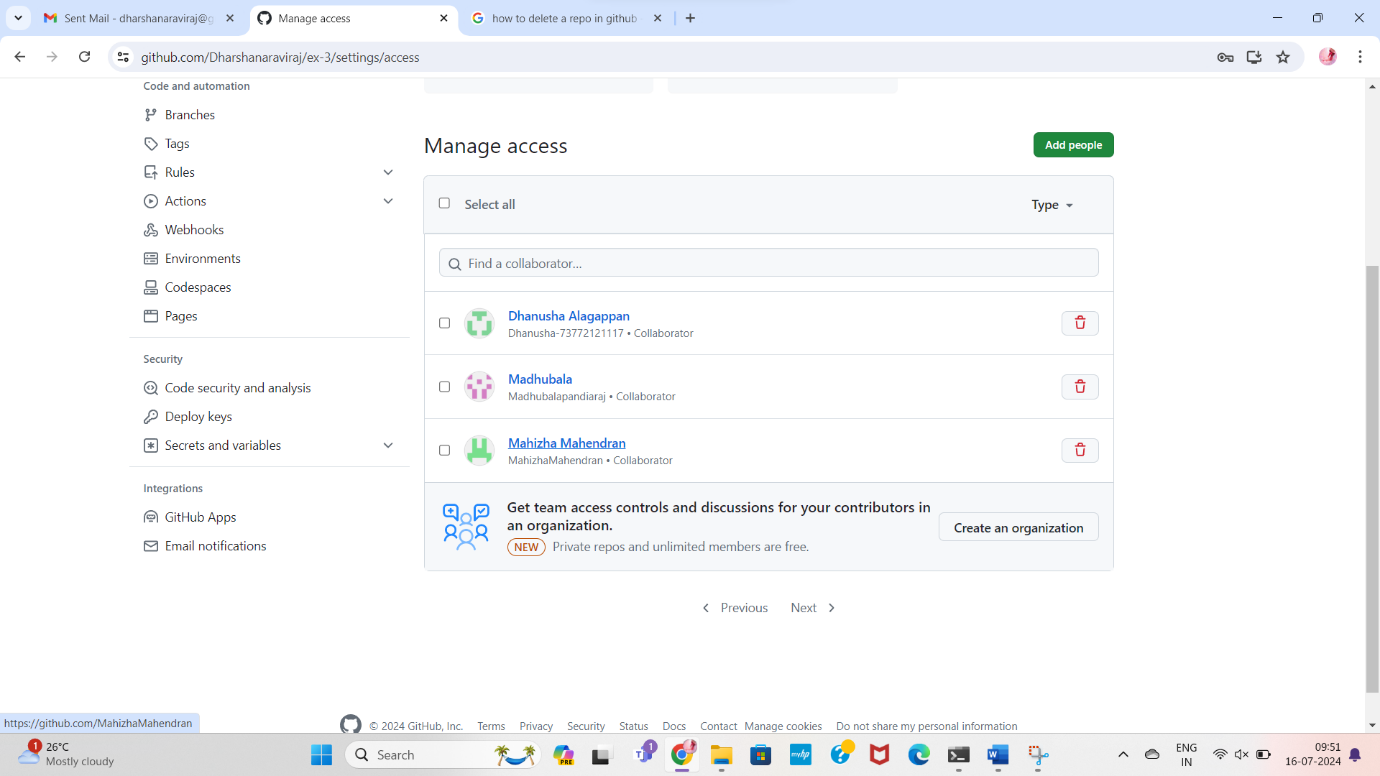 Sent Mail - dharshanaraviraj@g
Manage access
how to delete a repo in github
github.com/Dharshanaraviraj/ex-3/settings/access
Code and automation
Branches
Tags
Rules
Actions
Webhooks
Environments
Codespaces
Pages
Security
Code security and analysis
Deploy keys
Secrets and variables
Integrations
GitHub Apps
Email notifications
Manage access
Add people
Select all
Type
Find a collaborator...
Dhanusha Alagappan
Dhanusha-73772121117 • Collaborator
Madhubala
Madhubalapandiaraj • Collaborator
Mahizha Mahendran
MahizhaMahendran • Collaborator
Get team access controls and discussions for your contributors in
an organization.
NEW Private repos and unlimited members are free.
Create an organization
Previous Next
https://github.com/MahizhaMahendran
© 2024 GitHub, Inc. Terms Privacy Security Status Docs Contact Manage cookies Do not share my personal information
1
26°C
Mostly cloudy
Search
PRE
1
myhp
ENG
IN
09:51
16-07-2024